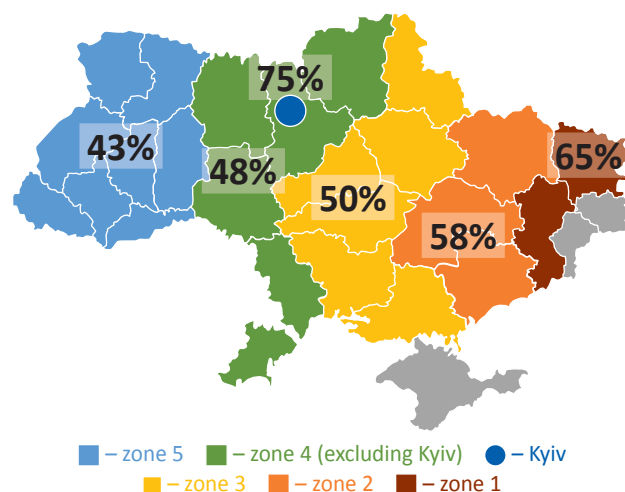 75%
65%
43%
48%
50%
58%
– zone 5
– zone 4 (excluding Kyiv)
– Kyiv
– zone 3
– zone 2
– zone 1